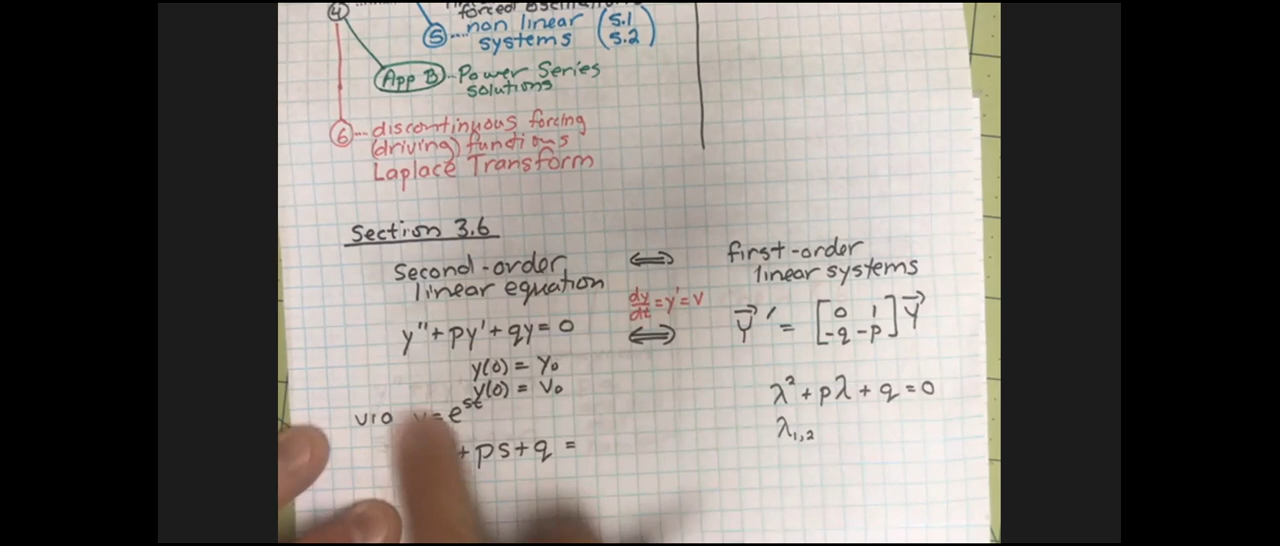 ④
forced
⑤....non linear (5.1
systems 5.2)
App B..Power Series
solutions
⑥...discontinuous forcing
(driving) functions
Laplace Transform
Section 3.6
second-order ⟺ first-order
linear equation linear systems
dy/dt = y' = v
y" + py' + qy = 0 ⟺ Y⃗' = [0 1; -q -p] Y⃗
y(0) = y₀
y(0) = v₀
λ² + pλ + q = 0
via y = e^{st}
λ₁,₂
+ ps + q =